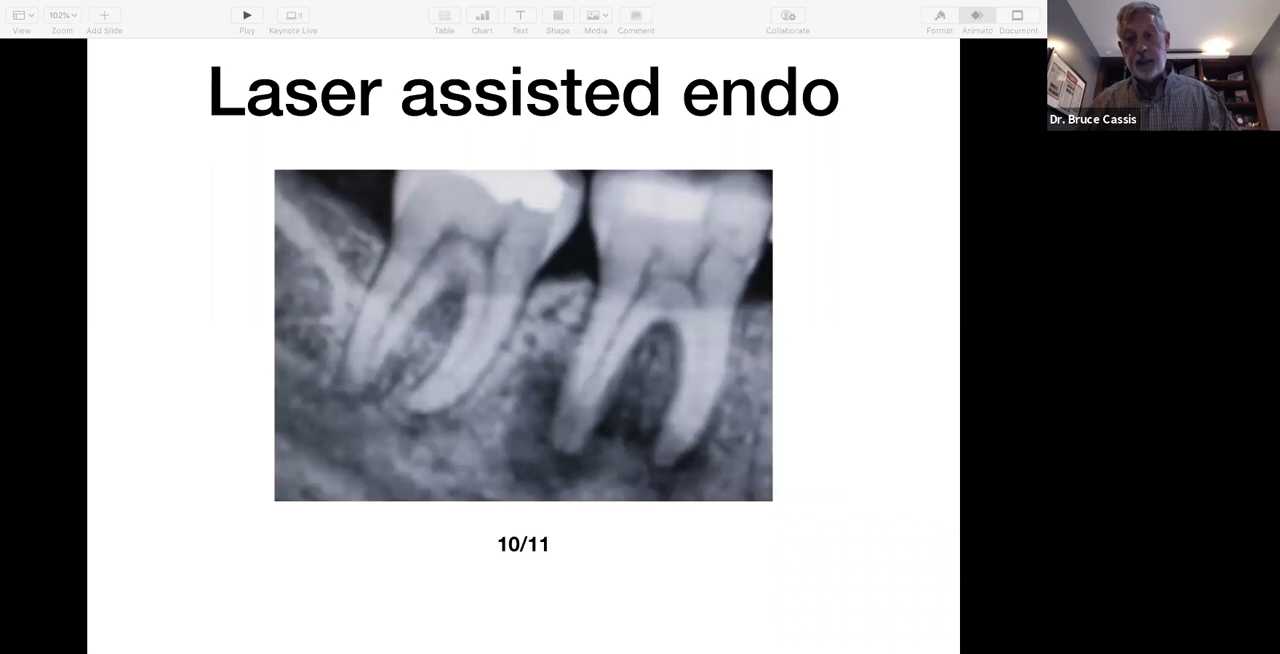 102%
View Zoom Add Slide Play Keynote Live Table Chart Text Shape Media Comment Collaborate Format Animate Document
Dr. Bruce Cassis
Laser assisted endo
10/11